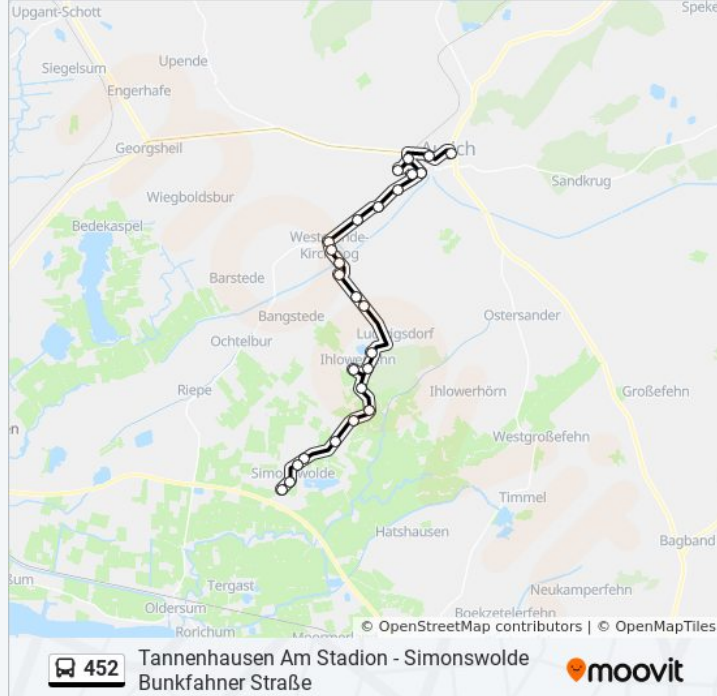 Upgant-Schott
Speke
Siegelsum
Upende
Engerhafe
Georgsheil
Sandkrug
Wiegboldsbur
Bedekaspel
Barstede
Bangstede
Ostersander
Ochtelbur
Riepe
Ihlowerhörn
Großefehn
Westgroßefehn
Timmel
Hatshausen
Bagband
Tergast
Neukamperfehn
Oldersum
Boekzetelerfehn
Rorichum
© OpenStreetMap contributors | © OpenMapTiles
452
Tannenhausen Am Stadion - Simonswolde
Bunkfahner Straße
moovit